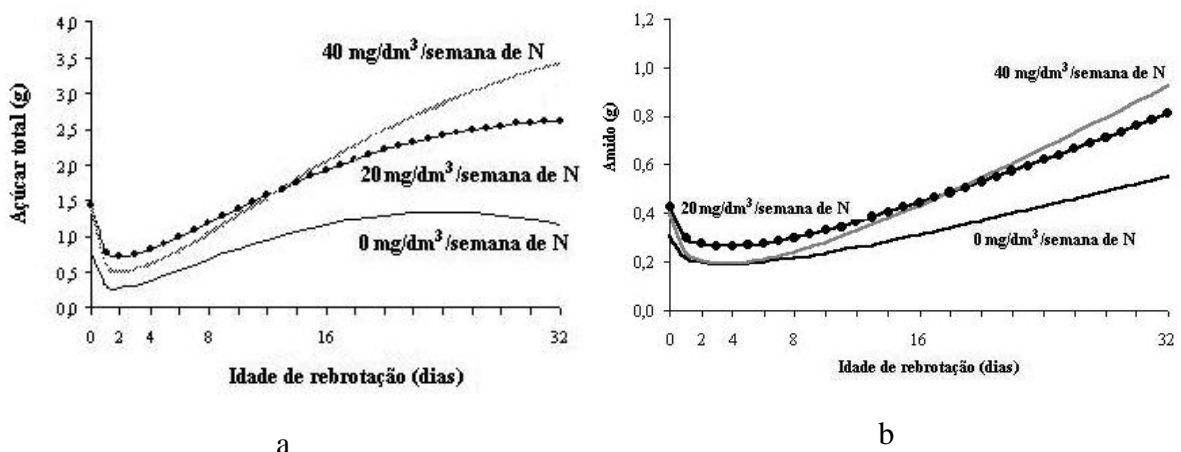 4,0
3,5
3,0
2,5
2,0
1,5
1,0
0,5
0,0
Açúcar total (g)
40 mg/dm³/semana de N
20 mg/dm³/semana de N
0 mg/dm³/semana de N
0 2 4 8 16 32
Idade de rebrotação (dias)
a
1,2
1,0
0,8
0,6
0,4
0,2
0,0
Amido (g)
40 mg/dm³/semana de N
20 mg/dm³/semana de N
0 mg/dm³/semana de N
0 2 4 8 16 32
Idade de rebrotação (dias)
b